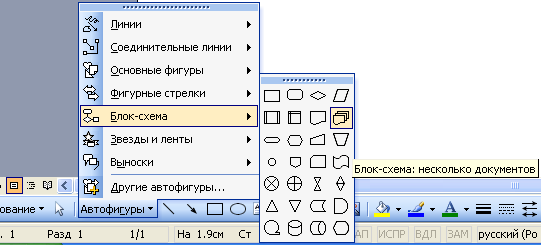 Линии
Соединительные линии
Основные фигуры
Фигурные стрелки
Блок-схема
Звезды и ленты
Выноски
Другие автофигуры...
Блок-схема: несколько документов
ование
Автофигуры
А
. 1 Разд 1 1/1 На 1.9см Ст ИСПР ВДЛ ЗАМ русский (Ро